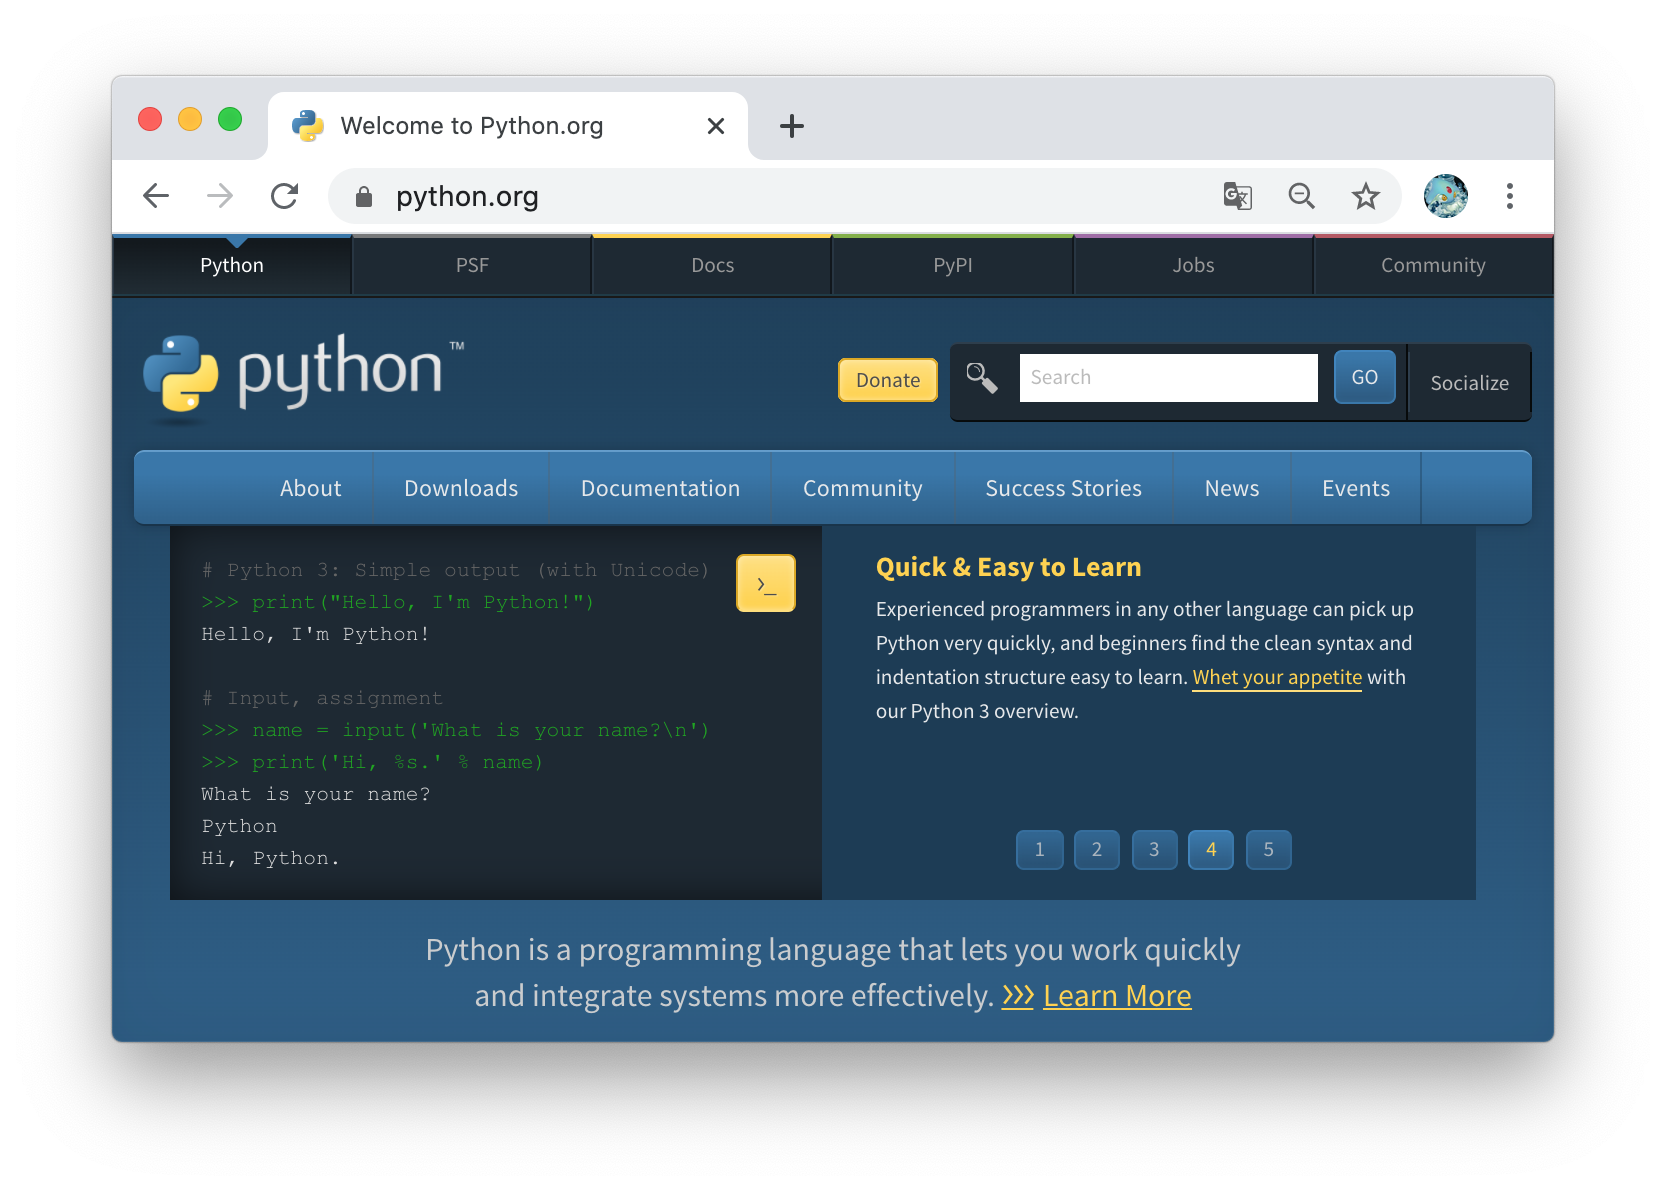 Welcome to Python.org
python.org
Python PSF Docs PyPI Jobs Community
python™
Donate Search GO Socialize
About Downloads Documentation Community Success Stories News Events
# Python 3: Simple output (with Unicode)
>>> print("Hello, I'm Python!")
Hello, I'm Python!
# Input, assignment
>>> name = input('What is your name?\n')
>>> print('Hi, %s.' % name)
What is your name?
Python
Hi, Python.
>_
Quick & Easy to Learn
Experienced programmers in any other language can pick up
Python very quickly, and beginners find the clean syntax and
indentation structure easy to learn. Whet your appetite with
our Python 3 overview.
1 2 3 4 5
Python is a programming language that lets you work quickly
and integrate systems more effectively. >>> Learn More